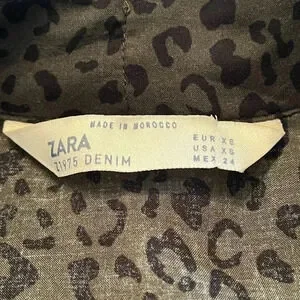 MADE IN MOROCCO
ZARA
Z1975 DENIM
EUR XS
USA XS
MEX 24